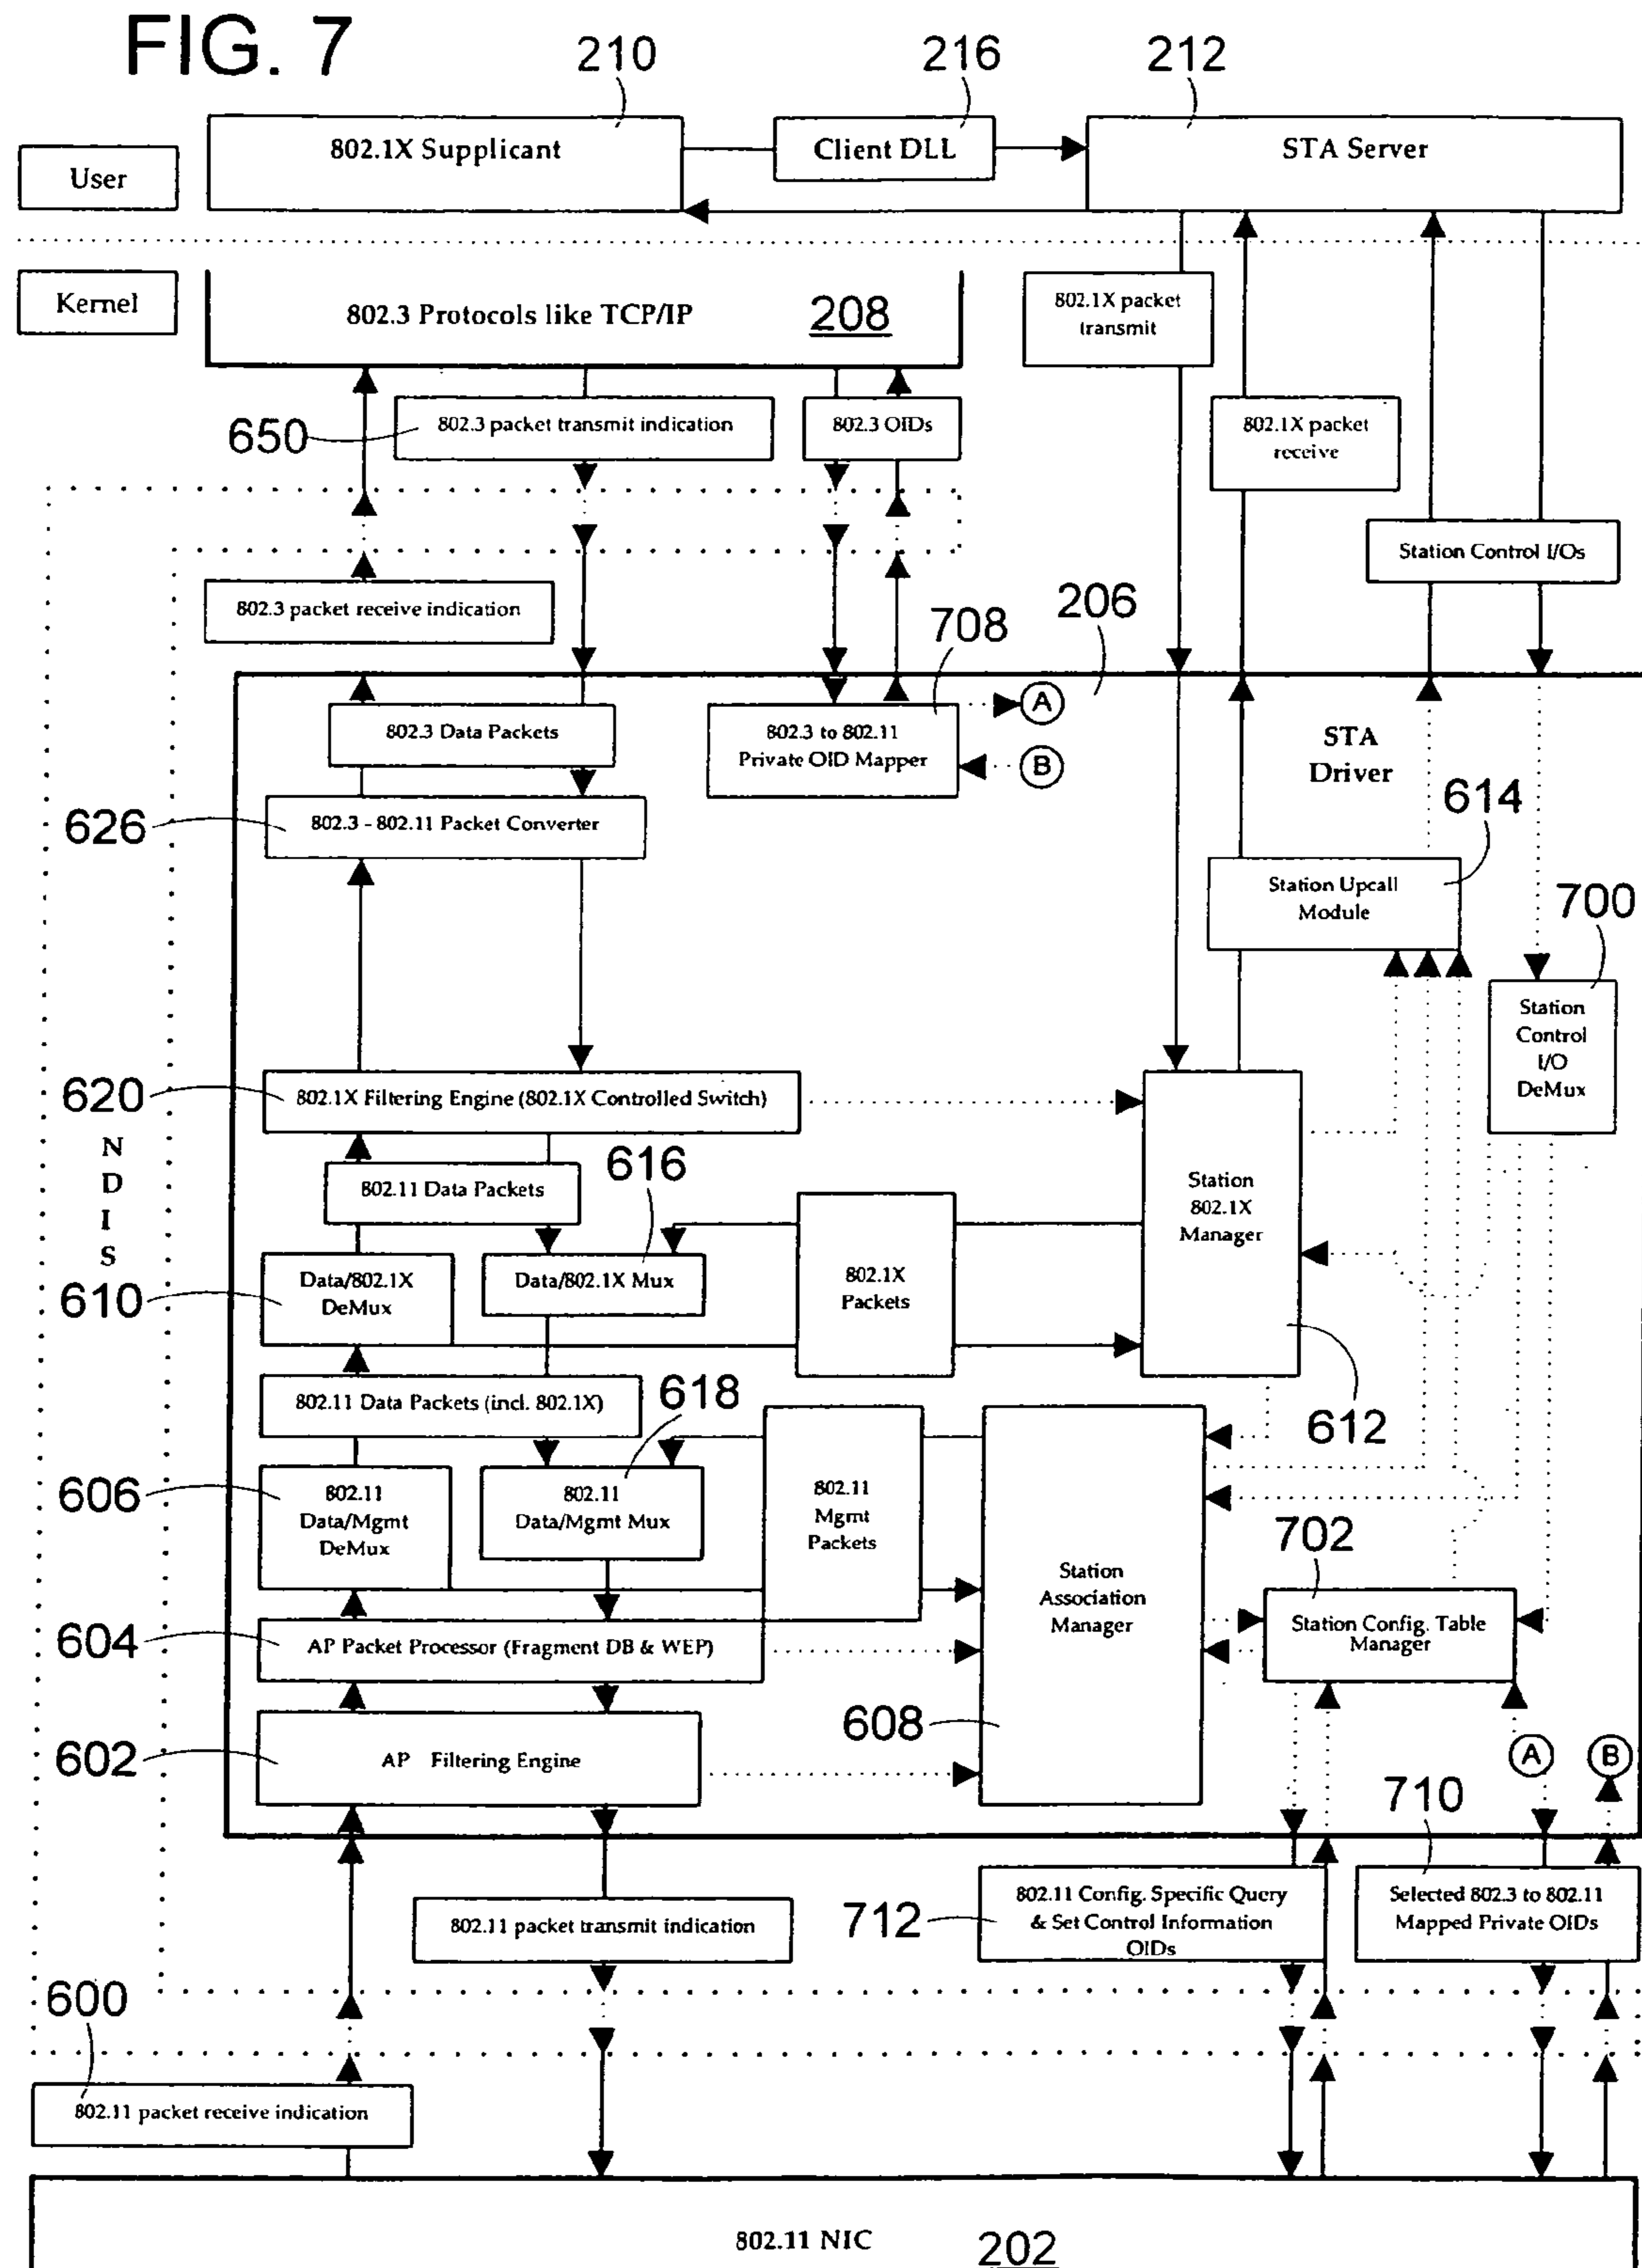 FIG. 7
210
216
212
802.1X Supplicant
Client DLL
STA Server
User
Kernel
802.3 Protocols like TCP/IP
208
802.1X packet
transmit
650
802.3 packet transmit indication
802.3 OIDs
802.1X packet
receive
Station Control I/Os
802.3 packet receive indication
708
206
802.3 Data Packets
802.3 to 802.11
Private OID Mapper
A
B
STA
Driver
614
626
802.3 - 802.11 Packet Converter
Station Upcall
Module
700
Station
Control
I/O
DeMux
620
802.1X Filtering Engine (802.1X Controlled Switch)
N
D
I
S
802.11 Data Packets
616
Station
802.1X
Manager
610
Data/802.1X
DeMux
Data/802.1X Mux
802.1X
Packets
802.11 Data Packets (incl. 802.1X)
618
612
606
802.11
Data/Mgmt
DeMux
802.11
Data/Mgmt Mux
802.11
Mgmt
Packets
702
Station
Association
Manager
Station Config. Table
Manager
604
AP Packet Processor (Fragment DB & WEP)
608
602
AP Filtering Engine
A
B
710
802.11 packet transmit indication
712
802.11 Config. Specific Query
& Set Control Information
OIDs
Selected 802.3 to 802.11
Mapped Private OIDs
600
802.11 packet receive indication
802.11 NIC
202